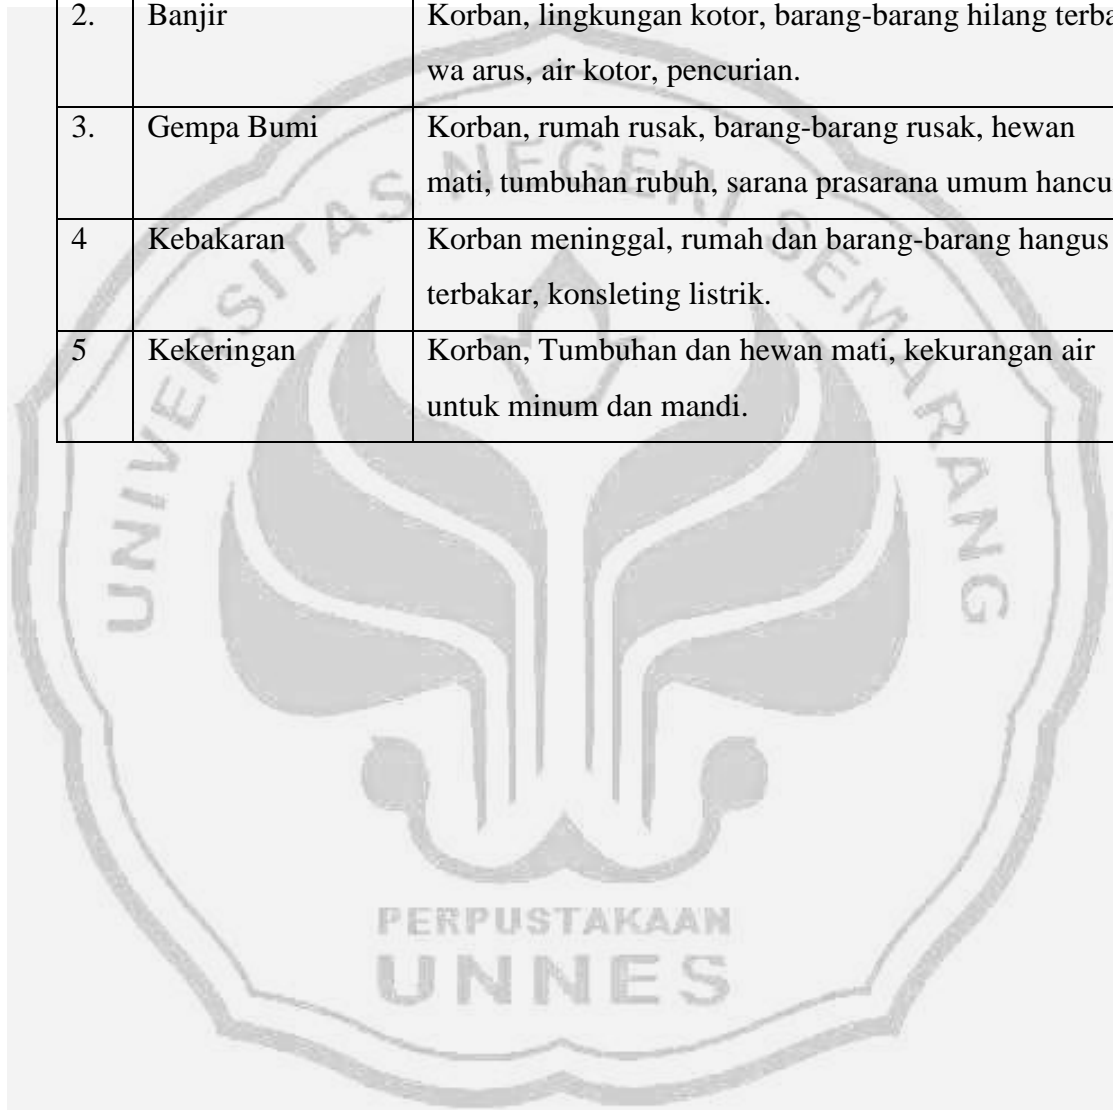 2. Banjir Korban, lingkungan kotor, barang-barang hilang terba
wa arus, air kotor, pencurian.
3. Gempa Bumi Korban, rumah rusak, barang-barang rusak, hewan
mati, tumbuhan rubuh, sarana prasarana umum hancu
4 Kebakaran Korban meninggal, rumah dan barang-barang hangus
terbakar, konsleting listrik.
5 Kekeringan Korban, Tumbuhan dan hewan mati, kekurangan air
untuk minum dan mandi.
UNIVERSITAS NEGERI SEMARANG
PERPUSTAKAAN
UNNES